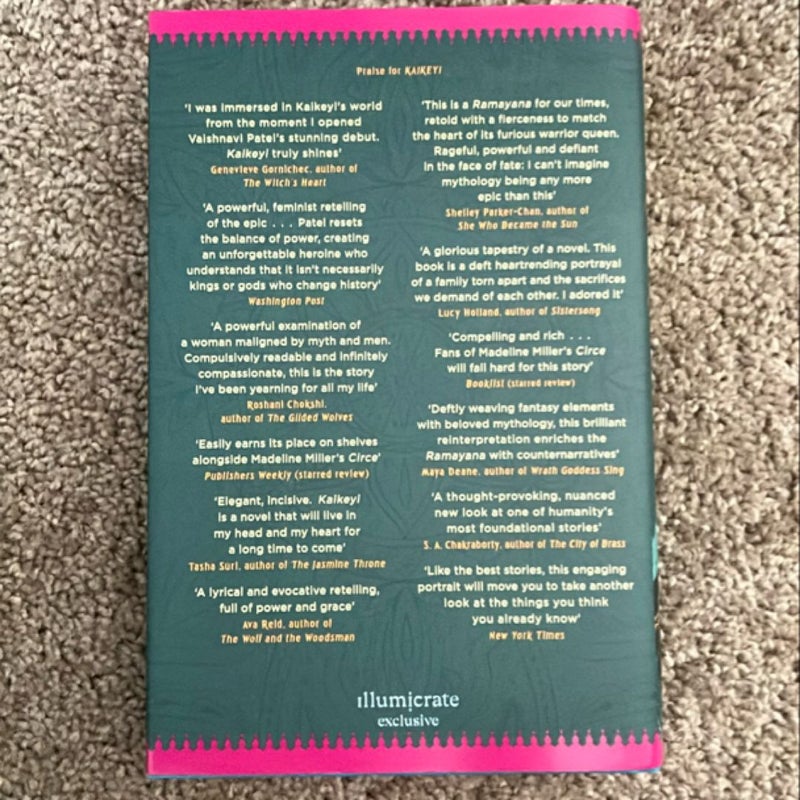 Praise for KAIKEYI
'I was immersed in Kaikeyi's world
from the moment I opened
Vaishnavi Patel's stunning debut.
Kaikeyi truly shines'
Genevieve Gornichec, author of
The Witch's Heart
'A powerful, feminist retelling
of the epic . . . Patel resets
the balance of power, creating
an unforgettable heroine who
understands that it isn't necessarily
kings or gods who change history'
Washington Post
'A powerful examination of
a woman maligned by myth and men.
Compulsively readable and infinitely
compassionate, this is the story
I've been yearning for all my life'
Roshani Chokshi,
author of The Gilded Wolves
'Easily earns its place on shelves
alongside Madeline Miller's Circe'
Publishers Weekly (starred review)
'Elegant, incisive. Kaikeyi
is a novel that will live in
my head and my heart for
a long time to come'
Tasha Suri, author of The Jasmine Throne
'A lyrical and evocative retelling,
full of power and grace'
Ava Reid, author of
The Wolf and the Woodsman
'This is a Ramayana for our times,
retold with a fierceness to match
the heart of its furious warrior queen.
Rageful, powerful and defiant
in the face of fate: I can't imagine
mythology being any more
epic than this'
Shelley Parker-Chan, author of
She Who Became the Sun
'A glorious tapestry of a novel. This
book is a deft heartrending portrayal
of a family torn apart and the sacrifices
we demand of each other. I adored it'
Lucy Holland, author of Sistersong
'Compelling and rich . . .
Fans of Madeline Miller's Circe
will fall hard for this story'
Booklist (starred review)
'Deftly weaving fantasy elements
with beloved mythology, this brilliant
reinterpretation enriches the
Ramayana with counternarratives'
Maya Deane, author of Wrath Goddess Sing
'A thought-provoking, nuanced
new look at one of humanity's
most foundational stories'
S. A. Chakraborty, author of The City of Brass
'Like the best stories, this engaging
portrait will move you to take another
look at the things you think
you already know'
New York Times
illumicrate
exclusive